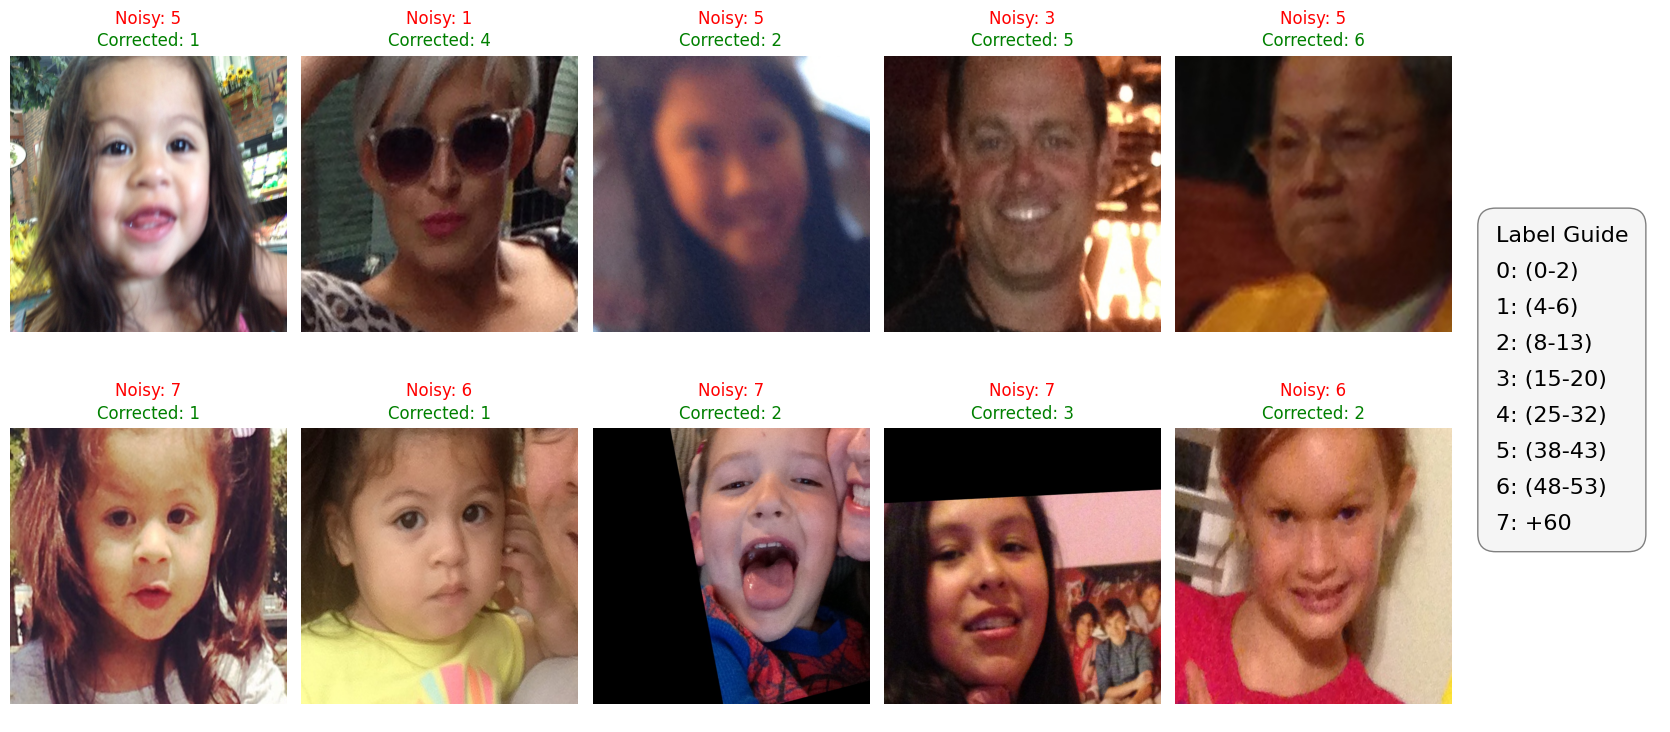 Noisy: 5
Corrected: 1
Noisy: 1
Corrected: 4
Noisy: 5
Corrected: 2
Noisy: 3
Corrected: 5
Noisy: 5
Corrected: 6
Noisy: 7
Corrected: 1
Noisy: 6
Corrected: 1
Noisy: 7
Corrected: 2
Noisy: 7
Corrected: 3
Noisy: 6
Corrected: 2
Label Guide
0: (0-2)
1: (4-6)
2: (8-13)
3: (15-20)
4: (25-32)
5: (38-43)
6: (48-53)
7: +60